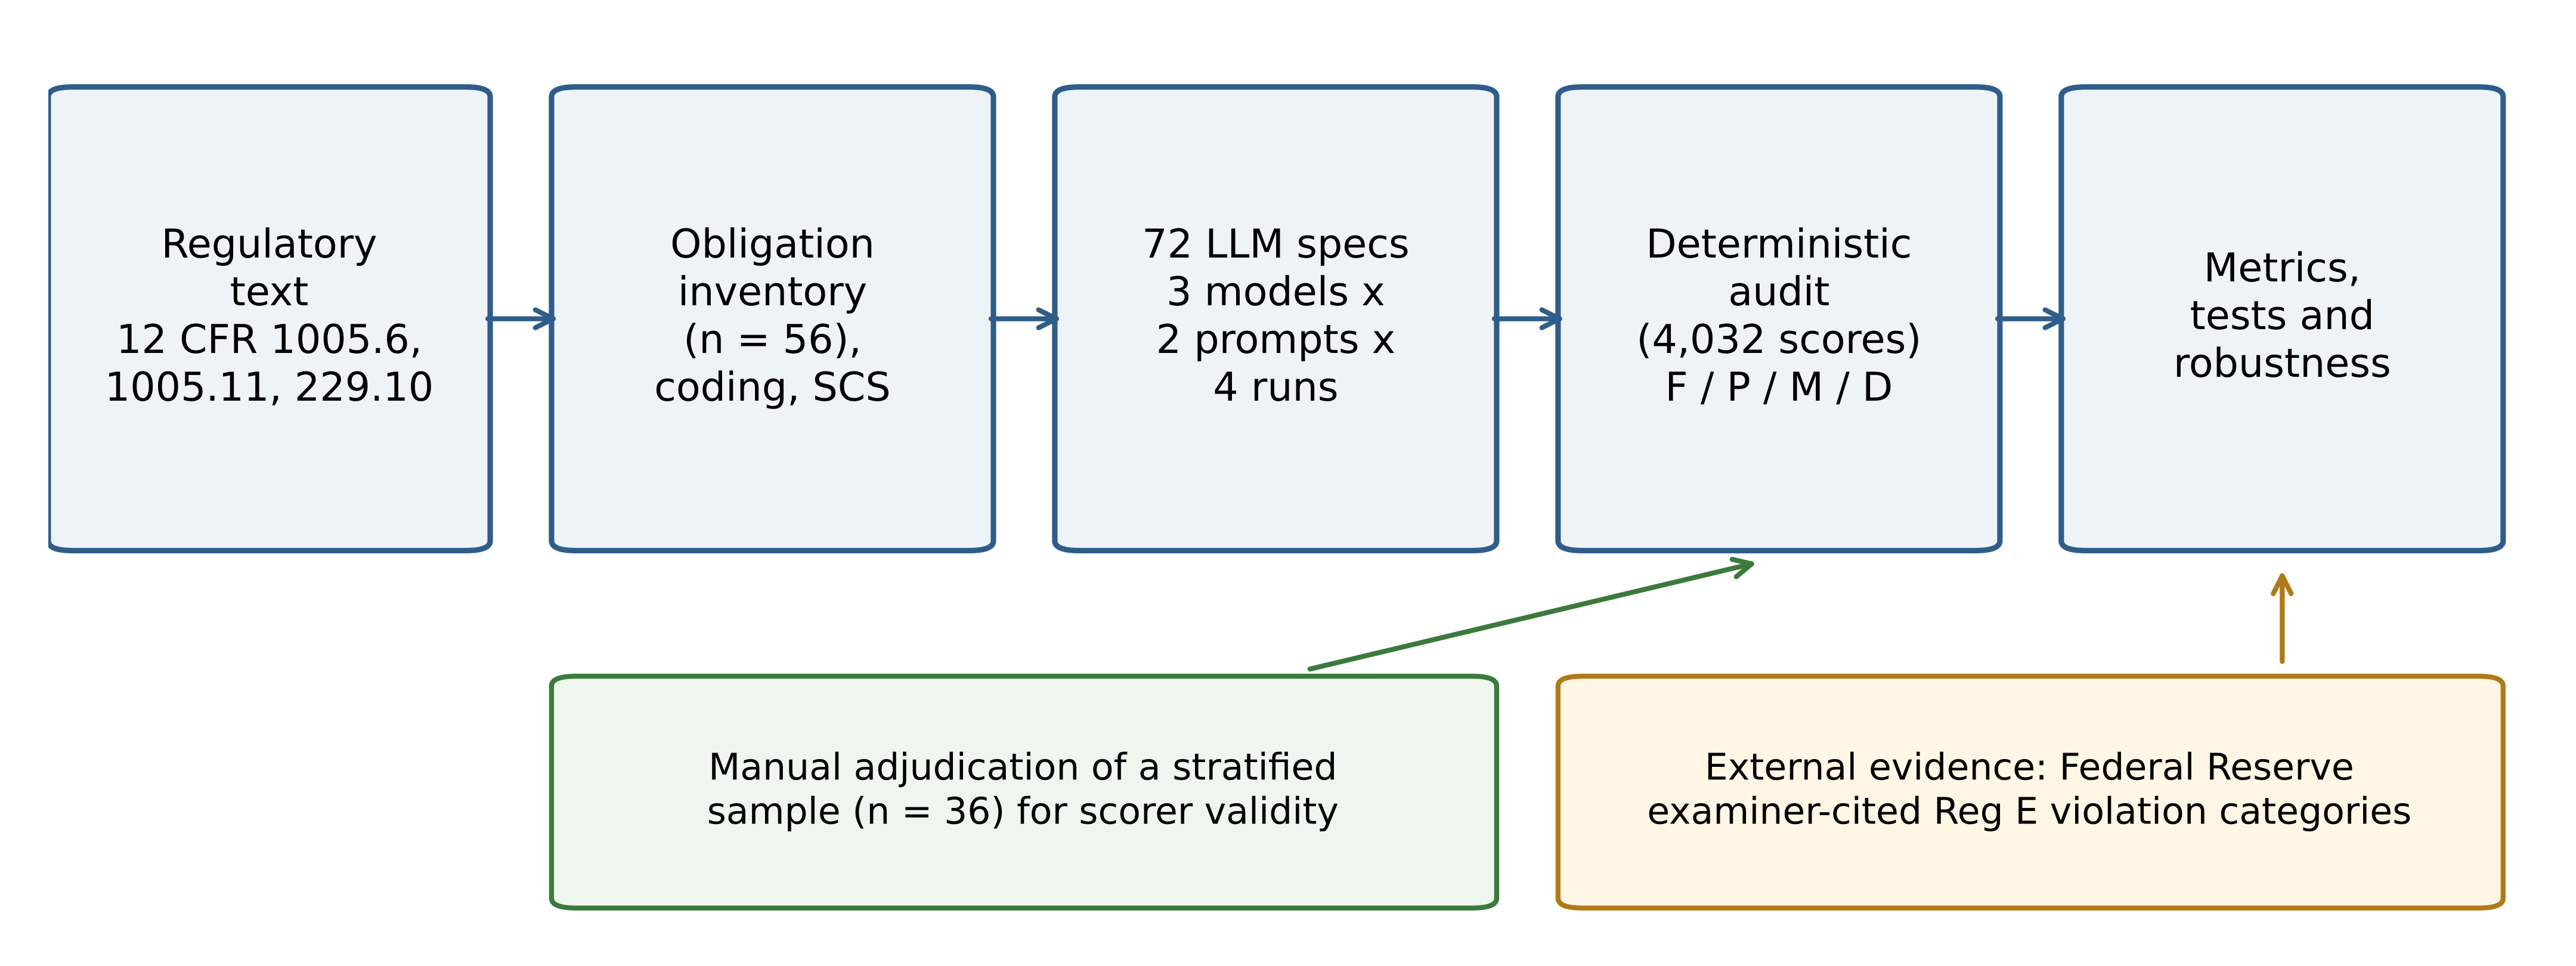 Regulatory
text
12 CFR 1005.6,
1005.11, 229.10
Obligation
inventory
(n = 56),
coding, SCS
72 LLM specs
3 models x
2 prompts x
4 runs
Deterministic
audit
(4,032 scores)
F / P / M / D
Metrics,
tests and
robustness
Manual adjudication of a stratified
sample (n = 36) for scorer validity
External evidence: Federal Reserve
examiner-cited Reg E violation categories